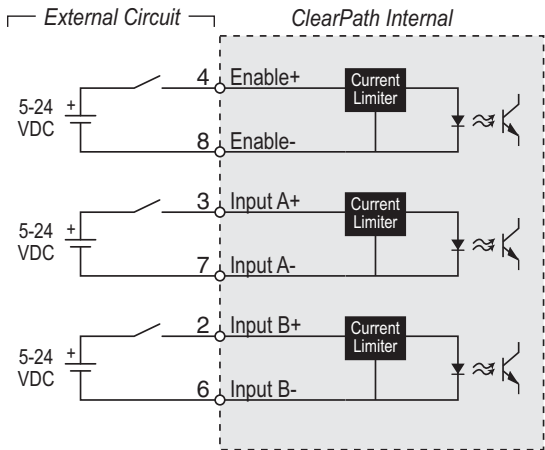 External Circuit
ClearPath Internal
4 Enable+
Current
Limiter
5-24
VDC
+
8 Enable-
3 Input A+
Current
Limiter
5-24
VDC
+
7 Input A-
2 Input B+
Current
Limiter
5-24
VDC
+
6 Input B-